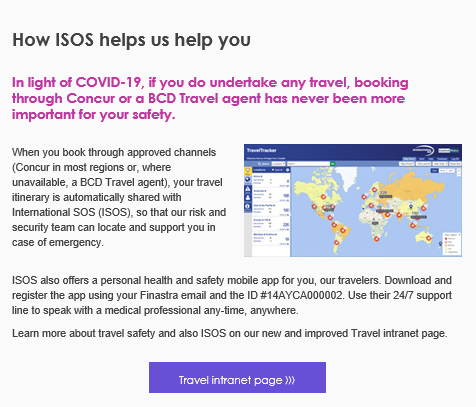 How ISOS helps us help you
In light of COVID-19, if you do undertake any travel, booking
through Concur or a BCD Travel agent has never been more
important for your safety.
When you book through approved channels
(Concur in most regions or, where
unavailable, a BCD Travel agent), your travel
itinerary is automatically shared with
International SOS (ISOS), so that our risk and
security team can locate and support you in
case of emergency.
TravelTracker
ISOS also offers a personal health and safety mobile app for you, our travelers. Download and
register the app using your Finastra email and the ID #14AYCA000002. Use their 24/7 support
line to speak with a medical professional any-time, anywhere.
Learn more about travel safety and also ISOS on our new and improved Travel intranet page.
Travel intranet page ⟩⟩⟩